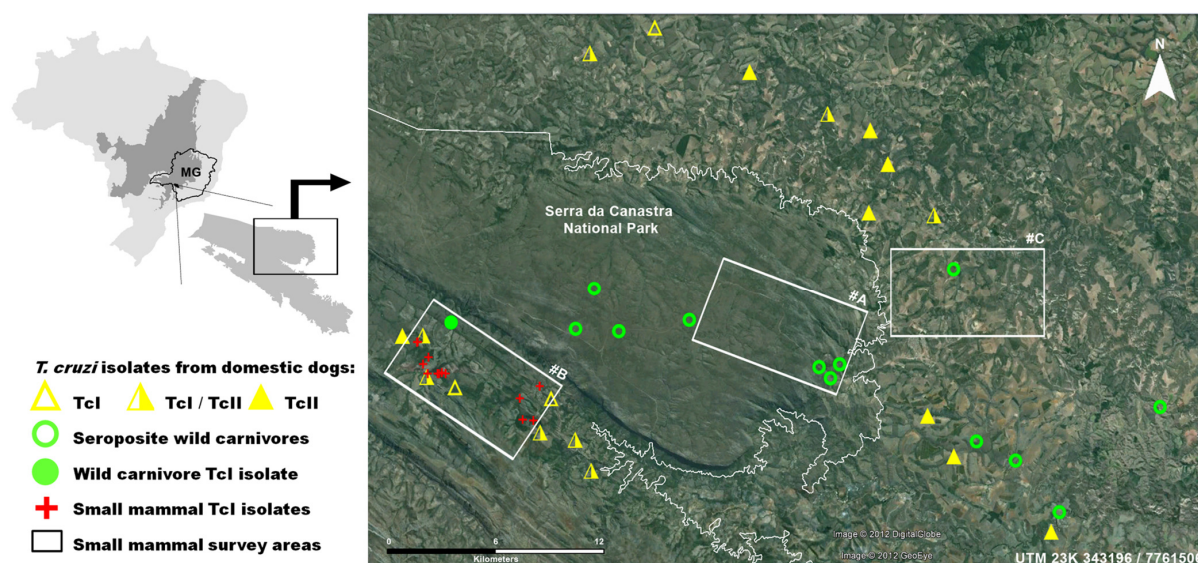 MG
T. cruzi isolates from domestic dogs:
TcI
TcI / TcII
TcII
Seroposite wild carnivores
Wild carnivore TcI isolate
Small mammal TcI isolates
Small mammal survey areas
N
Serra da Canastra
National Park
#C
#A
#B
0
6
12
Kilometers
Image © 2012 DigitalGlobe
Image © 2012 GeoEye
UTM 23K 343196 / 7761500